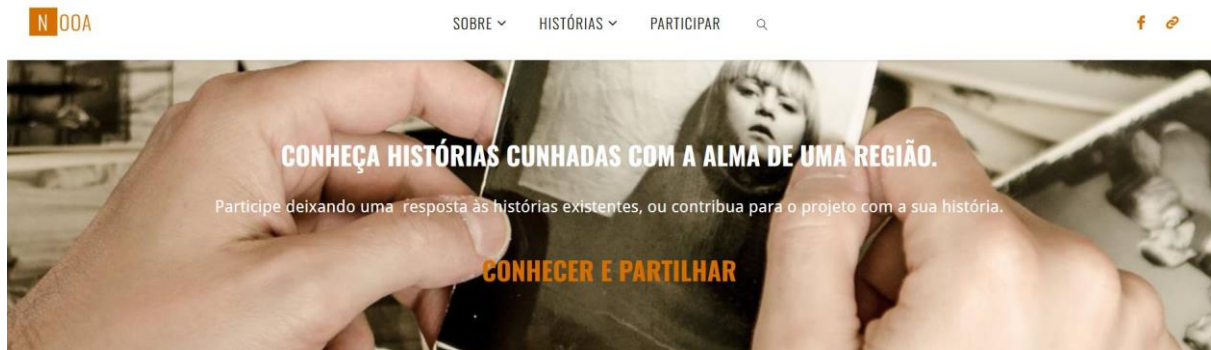 NOOA
SOBRE
HISTÓRIAS
PARTICIPAR
CONHEÇA HISTÓRIAS CUNHADAS COM A ALMA DE UMA REGIÃO.
Participe deixando uma resposta às histórias existentes, ou contribua para o projeto com a sua história.
CONHECER E PARTILHAR